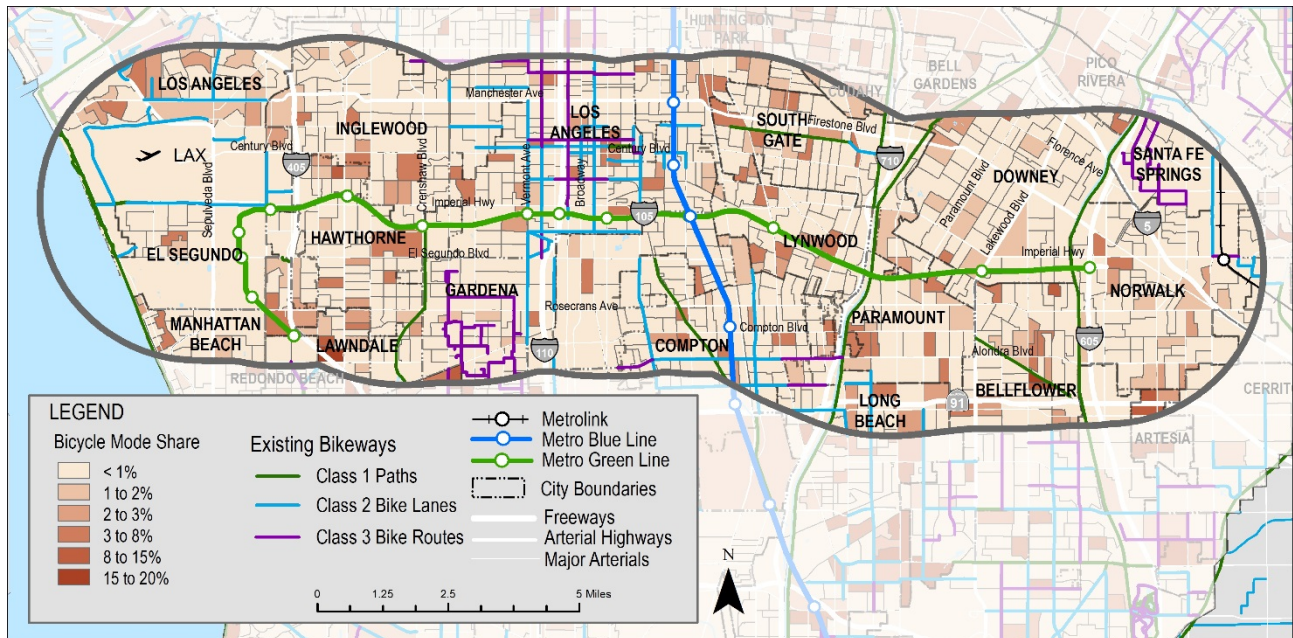 HUNTINGTON
PARK
BELL
GARDENS
PICO
RIVERA
CUDAHY
LOS ANGELES
Manchester Ave
LOS
ANGELES
SOUTH
GATE
Firestone Blvd
INGLEWOOD
Century Blvd
Century Blvd
LAX
405
Crenshaw Blvd
Vermont Ave
Broadway
710
Florence Ave
SANTA FE
SPRINGS
DOWNEY
Paramount Blvd
Lakewood Blvd
Sepulveda Blvd
Imperial Hwy
105
5
HAWTHORNE
LYNWOOD
EL SEGUNDO
El Segundo Blvd
Imperial Hwy
GARDENA
NORWALK
Rosecrans Ave
PARAMOUNT
MANHATTAN
BEACH
Compton Blvd
LAWNDALE
110
COMPTON
Alondra Blvd
605
REDONDO BEACH
BELLFLOWER
CERRITO
LONG
BEACH
91
ARTESIA
LEGEND
Bicycle Mode Share
< 1%
1 to 2%
2 to 3%
3 to 8%
8 to 15%
15 to 20%
Existing Bikeways
Class 1 Paths
Class 2 Bike Lanes
Class 3 Bike Routes
Metrolink
Metro Blue Line
Metro Green Line
City Boundaries
Freeways
Arterial Highways
Major Arterials
0 1.25 2.5 5 Miles
N